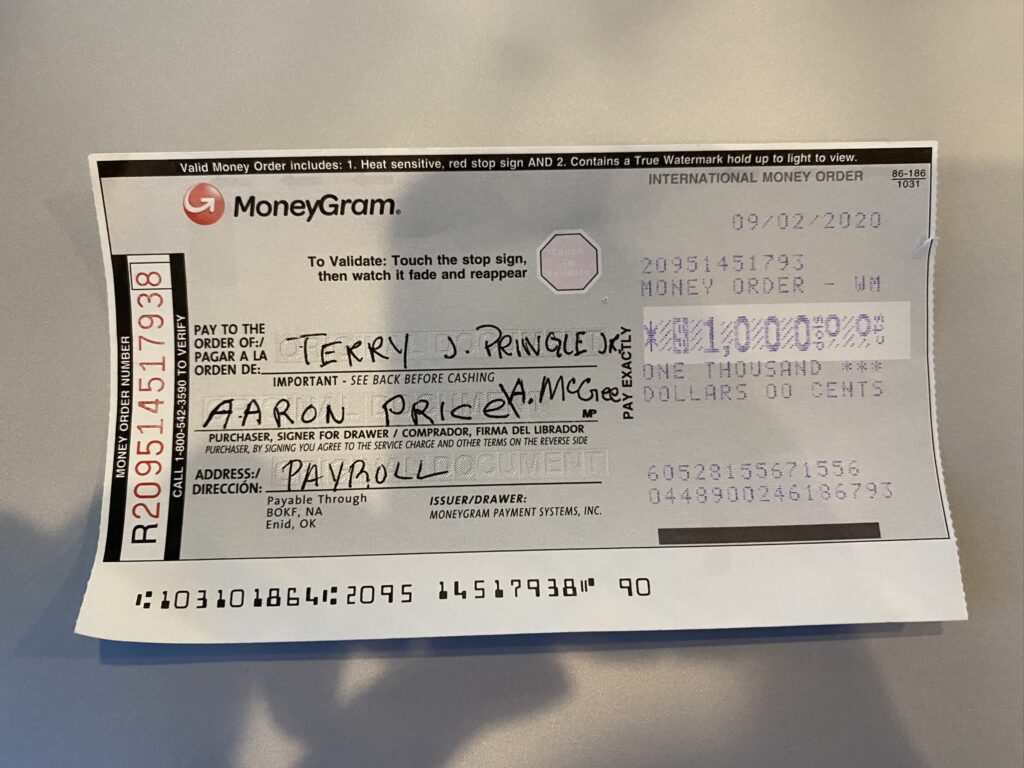 Valid Money Order includes: 1. Heat sensitive, red stop sign AND 2. Contains a True Watermark hold up to light to view.
MoneyGram®
INTERNATIONAL MONEY ORDER
86-186
1031
09/02/2020
To Validate: Touch the stop sign,
then watch it fade and reappear
Touch
to
Validate
20951451793
MONEY ORDER - WM
MONEY ORDER NUMBER
R209514517938
CALL 1-800-542-3590 TO VERIFY
PAY TO THE
ORDER OF:/
PAGAR A LA
ORDEN DE:
TERRY J. PRINGLE JR.
IMPORTANT - SEE BACK BEFORE CASHING
PAY EXACTLY
*$1,000.00
ONE THOUSAND ***
DOLLARS 00 CENTS
AARON PRICE/A. McGee
MP
PURCHASER, SIGNER FOR DRAWER / COMPRADOR, FIRMA DEL LIBRADOR
PURCHASER, BY SIGNING YOU AGREE TO THE SERVICE CHARGE AND OTHER TERMS ON THE REVERSE SIDE
ADDRESS:/
DIRECCIÓN:
PAYROLL
Payable Through
BOKF, NA
Enid, OK
ISSUER/DRAWER:
MONEYGRAM PAYMENT SYSTEMS, INC.
60528155671556
0448900246186793
⑆103101864⑆2095 14517938⑈ 90